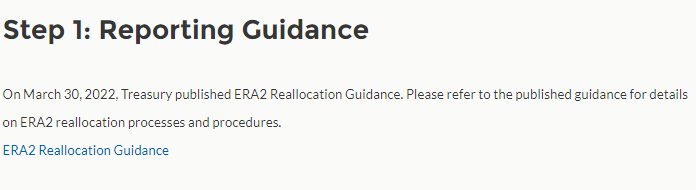 Step 1: Reporting Guidance
On March 30, 2022, Treasury published ERA2 Reallocation Guidance. Please refer to the published guidance for details
on ERA2 reallocation processes and procedures.
ERA2 Reallocation Guidance